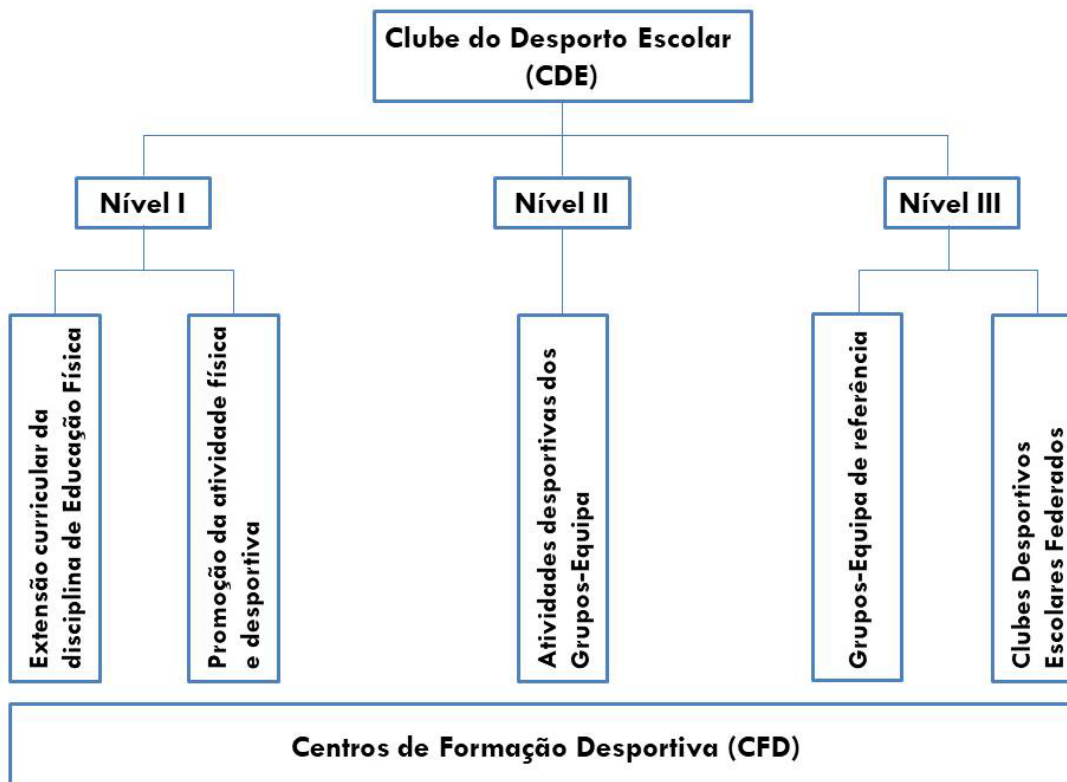 Clube do Desporto Escolar
(CDE)
Nível I
Nível II
Nível III
Extensão curricular da
disciplina de Educação Física
Promoção da atividade física
e desportiva
Atividades desportivas dos
Grupos-Equipa
Grupos-Equipa de referência
Clubes Desportivos
Escolares Federados
Centros de Formação Desportiva (CFD)